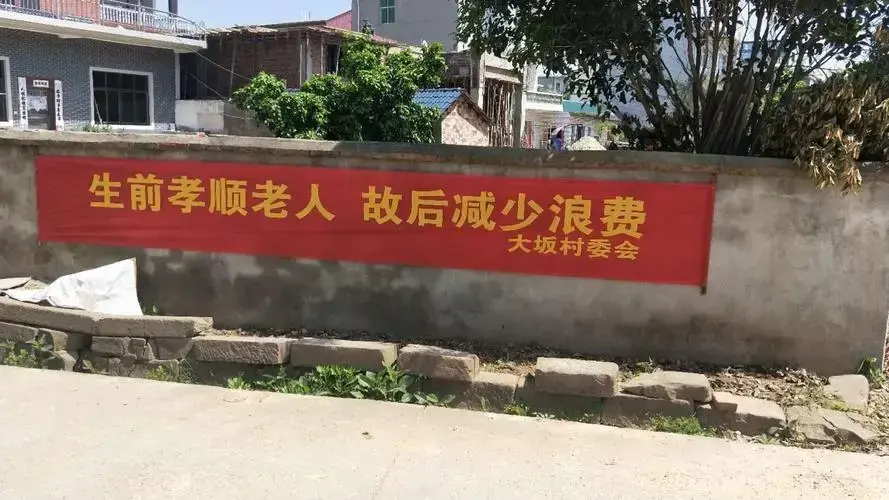 生前孝顺老人 故后减少浪费
大坂村委会